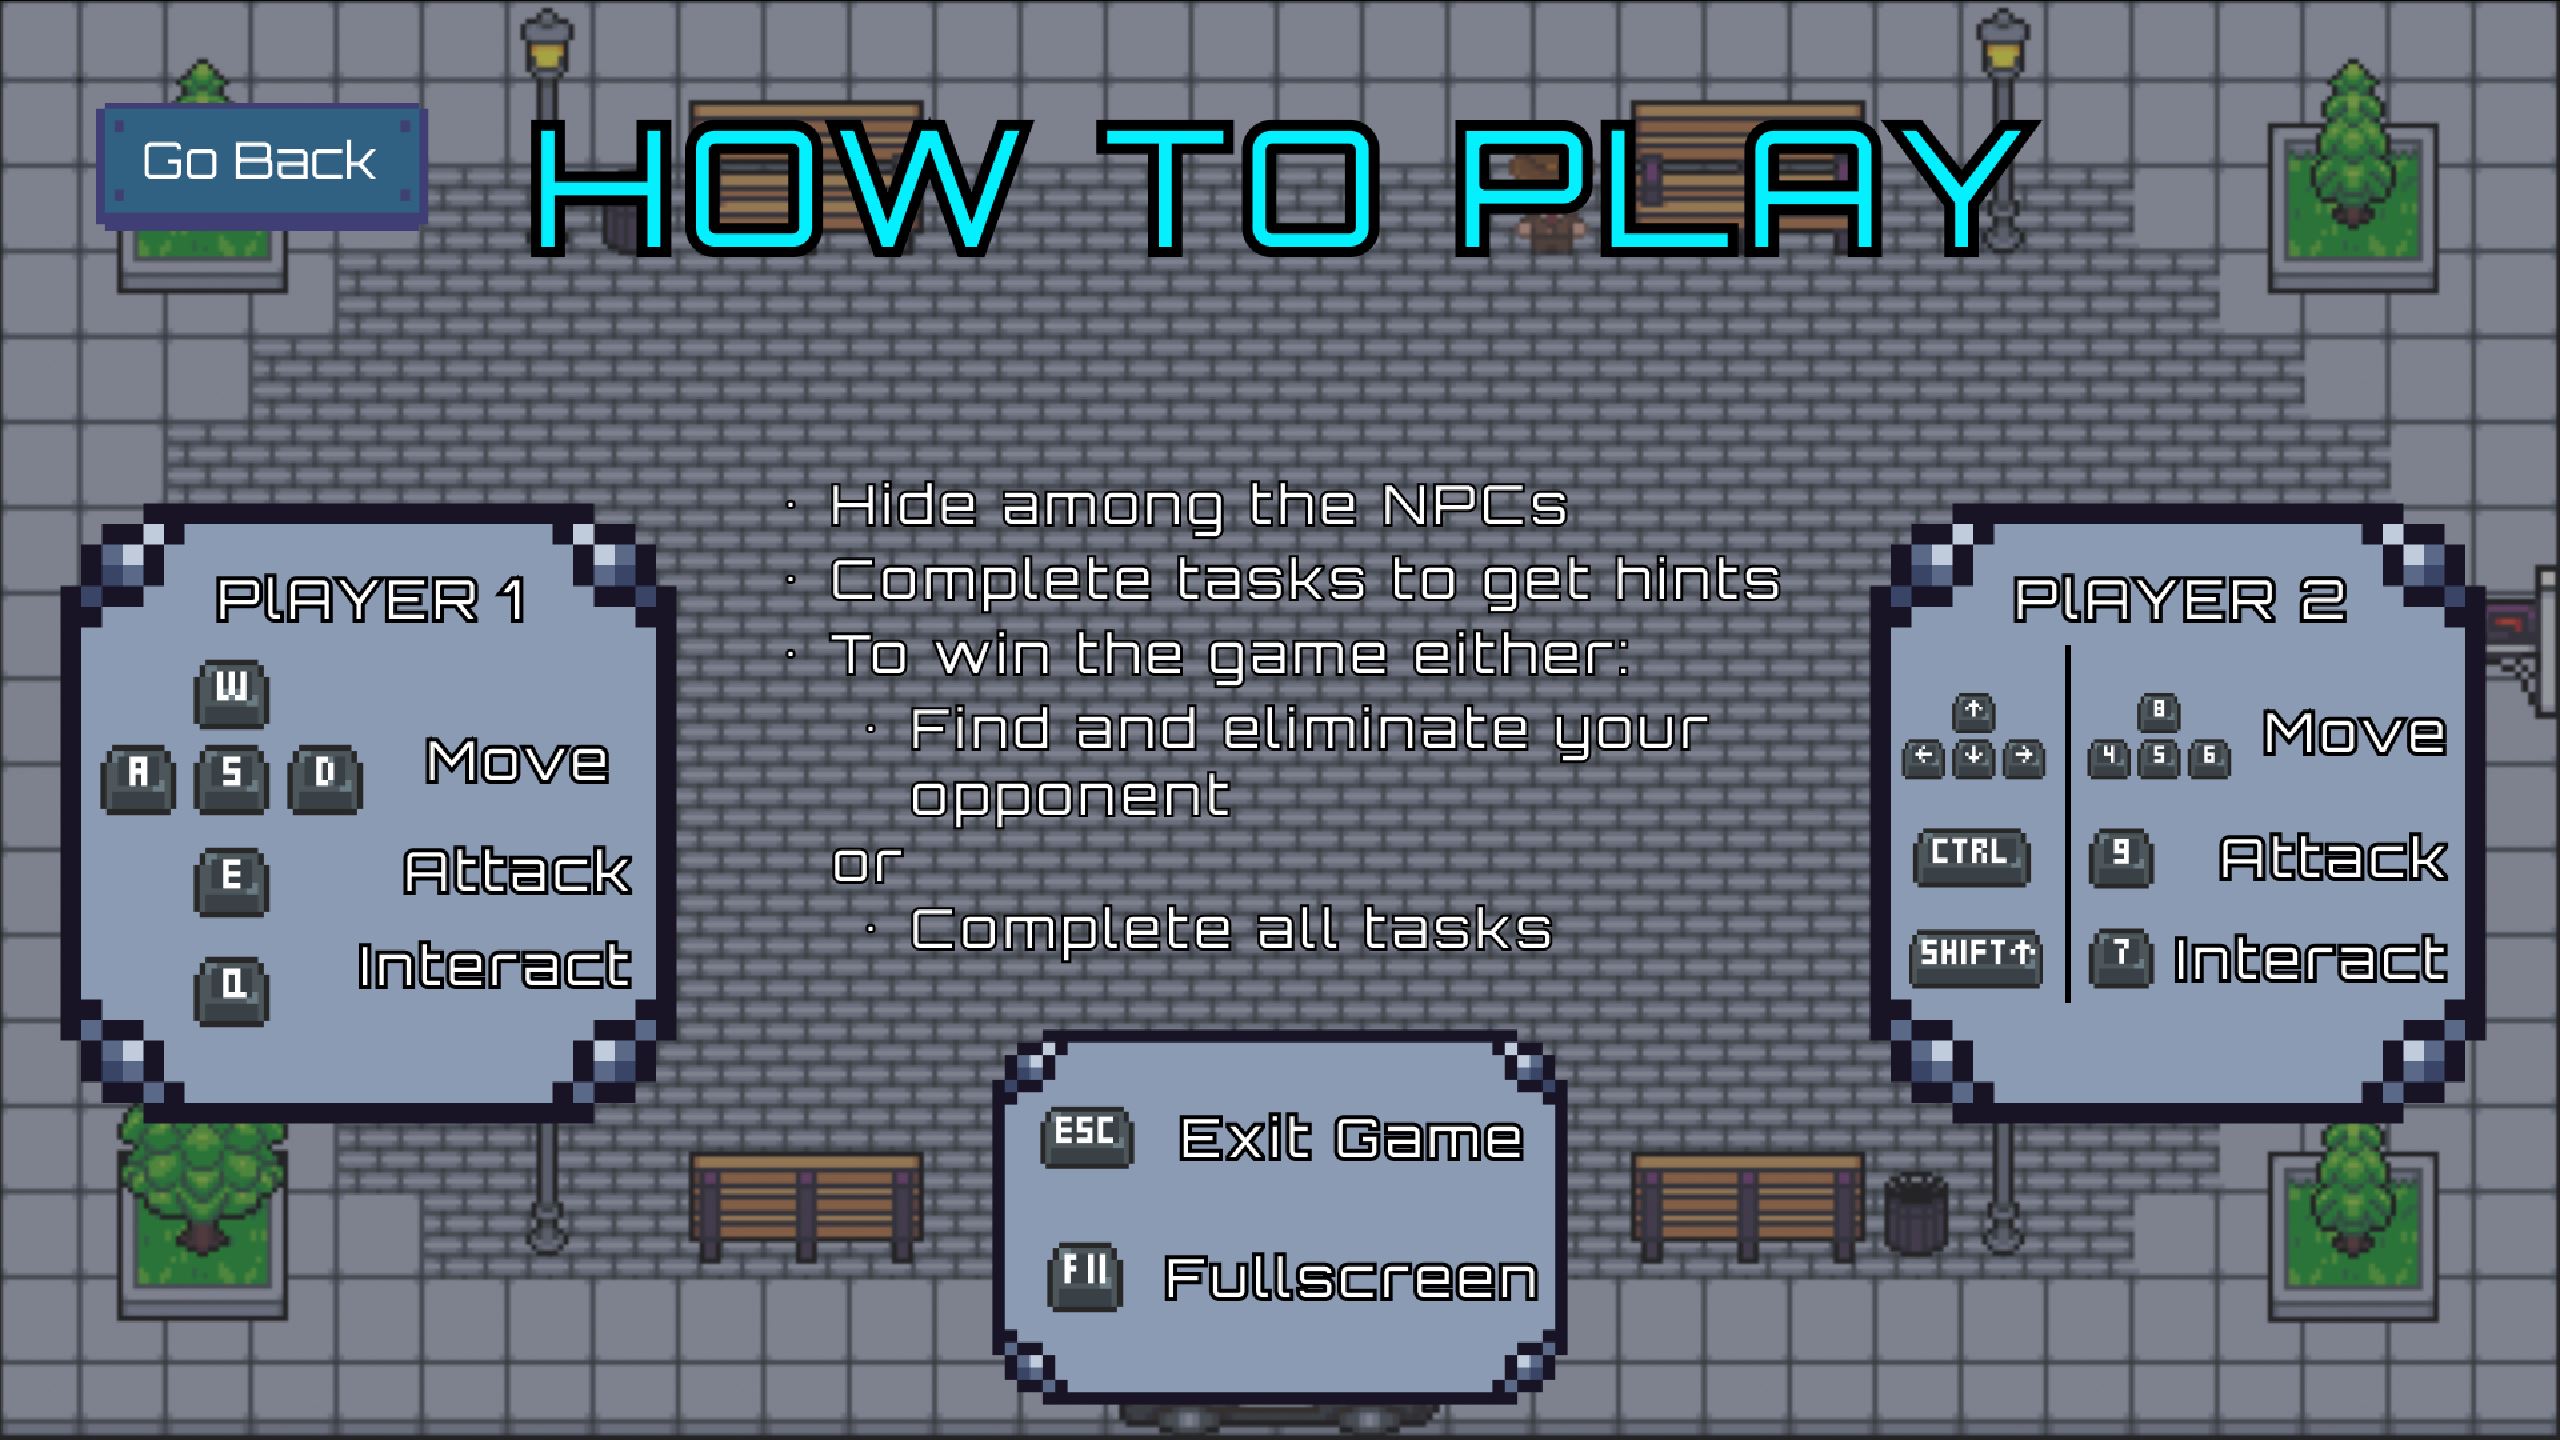 Go Back
HOW TO PLAY
· Hide among the NPCs
· Complete tasks to get hints
· To win the game either:
· Find and eliminate your
opponent
or
· Complete all tasks
PlAYER 1
W
A S D Move
E Attack
Q Interact
PlAYER 2
↑ 8
← ↓ → 4 5 6 Move
CTRL 9 Attack
SHIFT↑ 7 Interact
ESC Exit Game
F11 Fullscreen